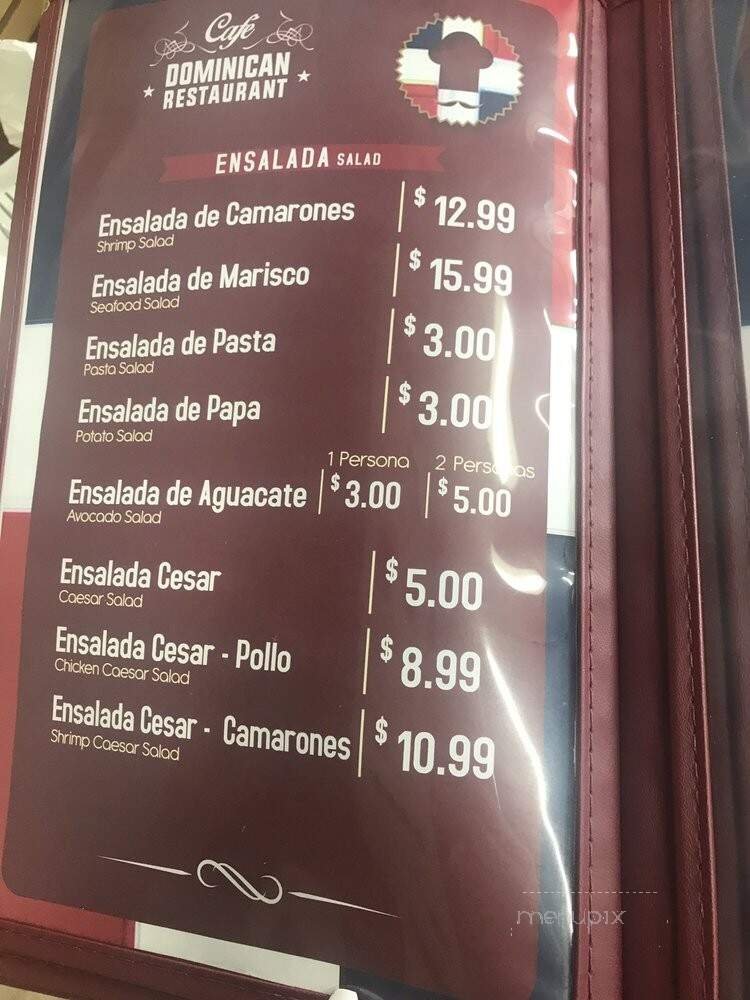 Cafe
DOMINICAN
RESTAURANT
ENSALADA SALAD
Ensalada de Camarones $ 12.99
Shrimp Salad
Ensalada de Marisco $ 15.99
Seafood Salad
Ensalada de Pasta $ 3.00
Pasta Salad
Ensalada de Papa $ 3.00
Potato Salad
1 Persona 2 Personas
Ensalada de Aguacate $ 3.00 $ 5.00
Avocado Salad
Ensalada Cesar $ 5.00
Caesar Salad
Ensalada Cesar - Pollo $ 8.99
Chicken Caesar Salad
Ensalada Cesar - Camarones $ 10.99
Shrimp Caesar Salad
menupix